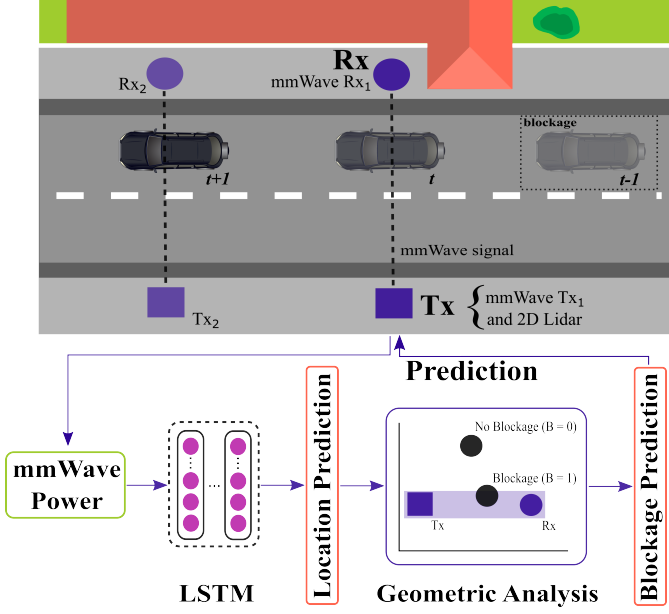 Rx
Rx2
mmWave Rx1
blockage
t+1
t
t-1
mmWave signal
Tx2
Tx
mmWave Tx1
and 2D Lidar
Prediction
mmWave
Power
LSTM
Location Prediction
No Blockage (B = 0)
Blockage (B = 1)
Tx
Rx
Geometric Analysis
Blockage Prediction